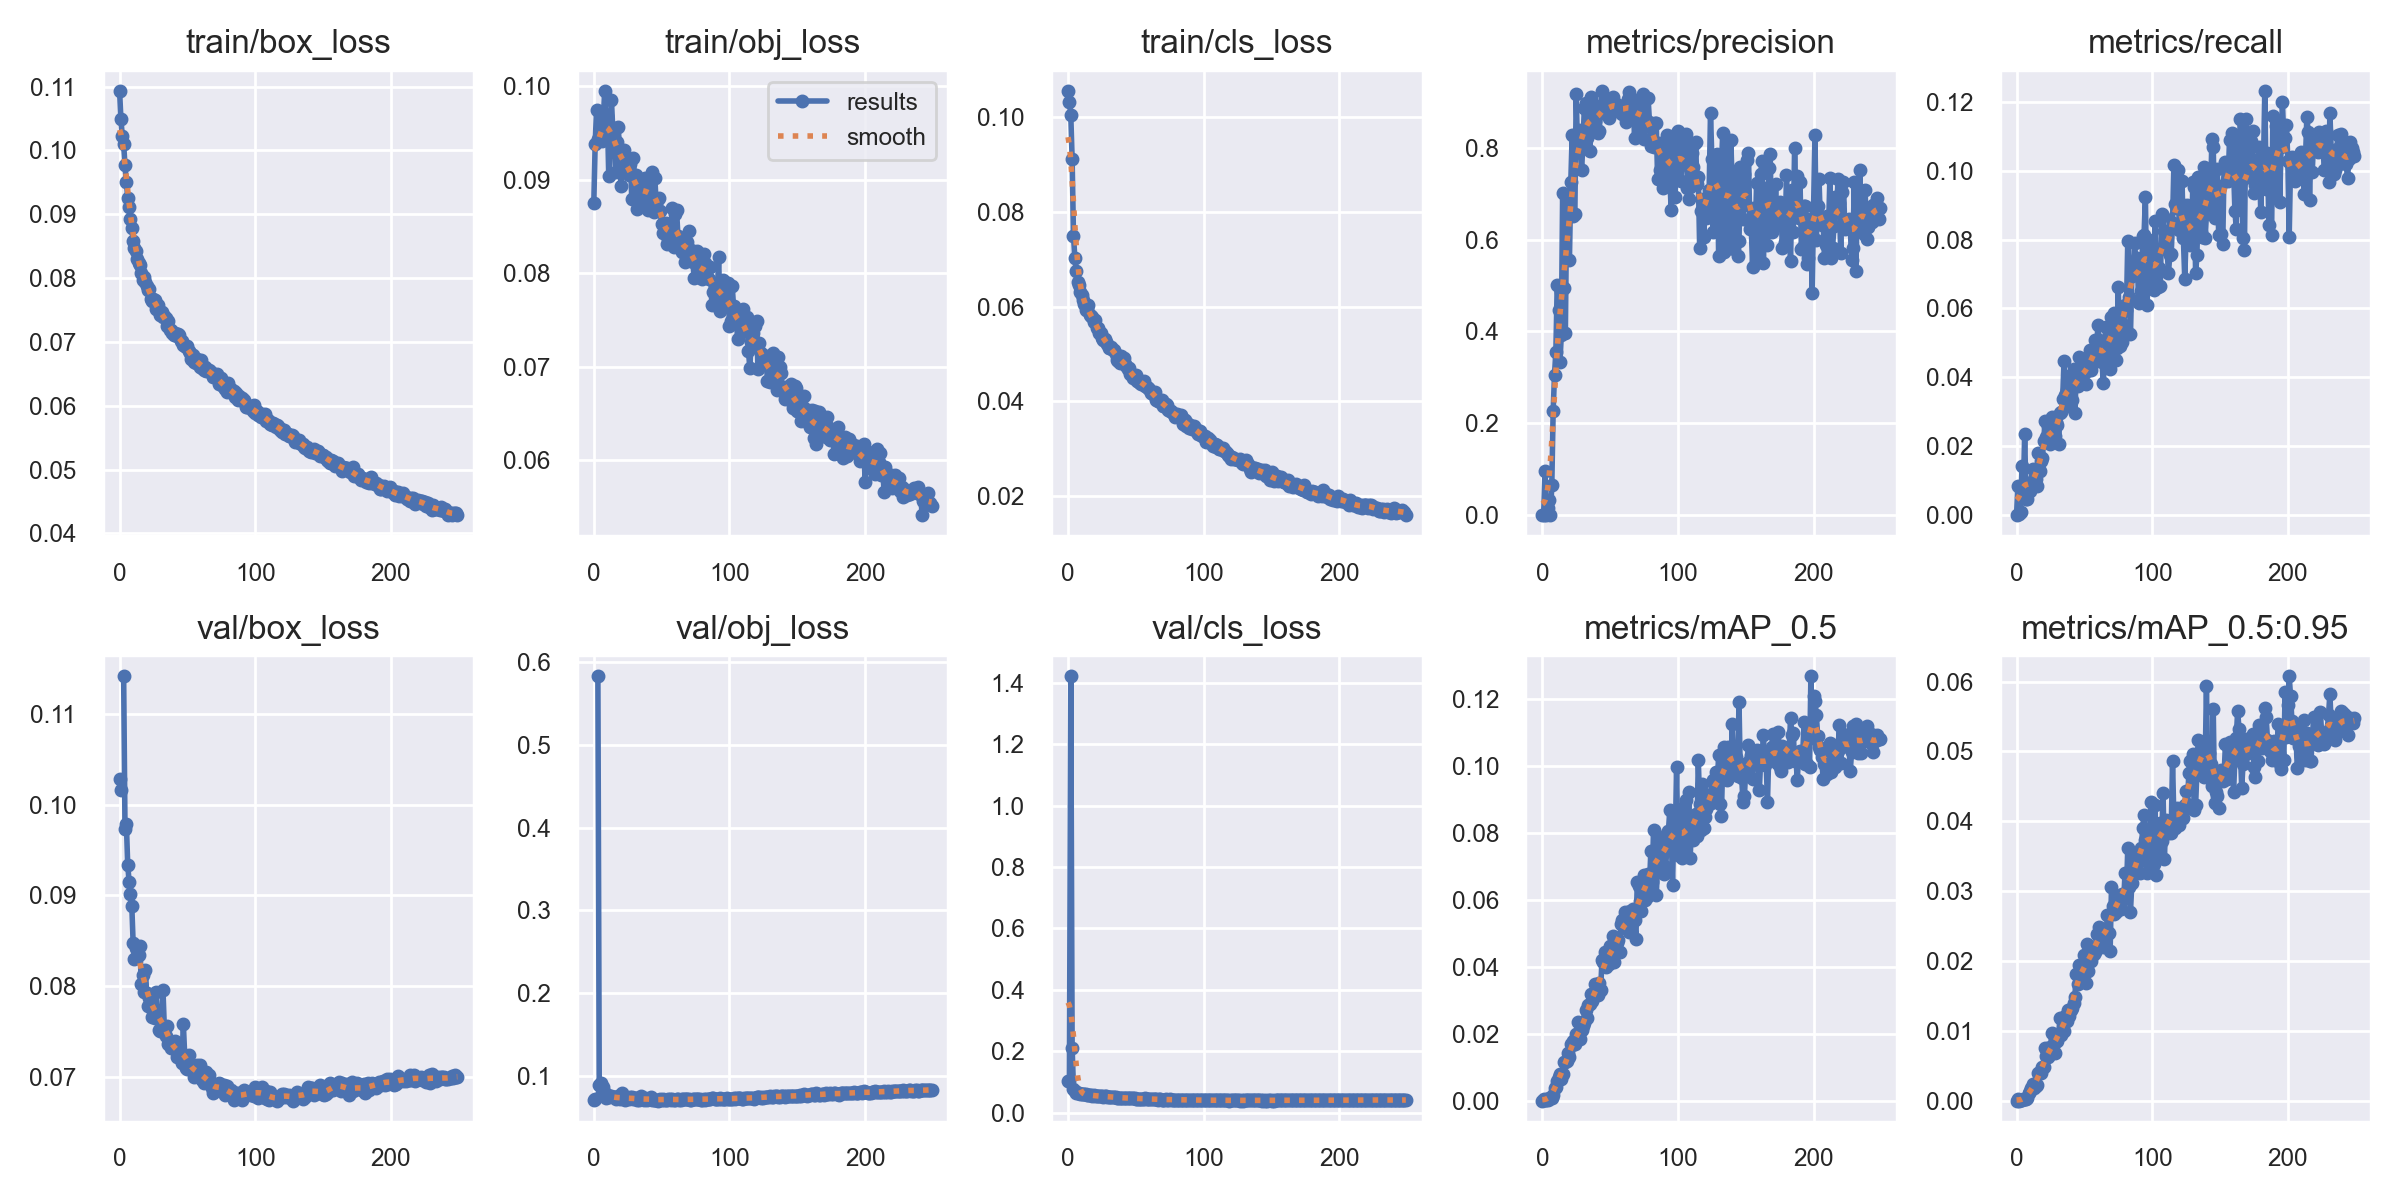 train/box_loss
train/obj_loss
train/cls_loss
metrics/precision
metrics/recall
0.11
0.10
0.09
0.08
0.07
0.06
0.05
0.04
0 100 200
0.10
0.09
0.08
0.07
0.06
0 100 200
results
smooth
0.10
0.08
0.06
0.04
0.02
0 100 200
0.8
0.6
0.4
0.2
0.0
0 100 200
0.12
0.10
0.08
0.06
0.04
0.02
0.00
0 100 200
val/box_loss
val/obj_loss
val/cls_loss
metrics/mAP_0.5
metrics/mAP_0.5:0.95
0.11
0.10
0.09
0.08
0.07
0 100 200
0.6
0.5
0.4
0.3
0.2
0.1
0 100 200
1.4
1.2
1.0
0.8
0.6
0.4
0.2
0.0
0 100 200
0.12
0.10
0.08
0.06
0.04
0.02
0.00
0 100 200
0.06
0.05
0.04
0.03
0.02
0.01
0.00
0 100 200